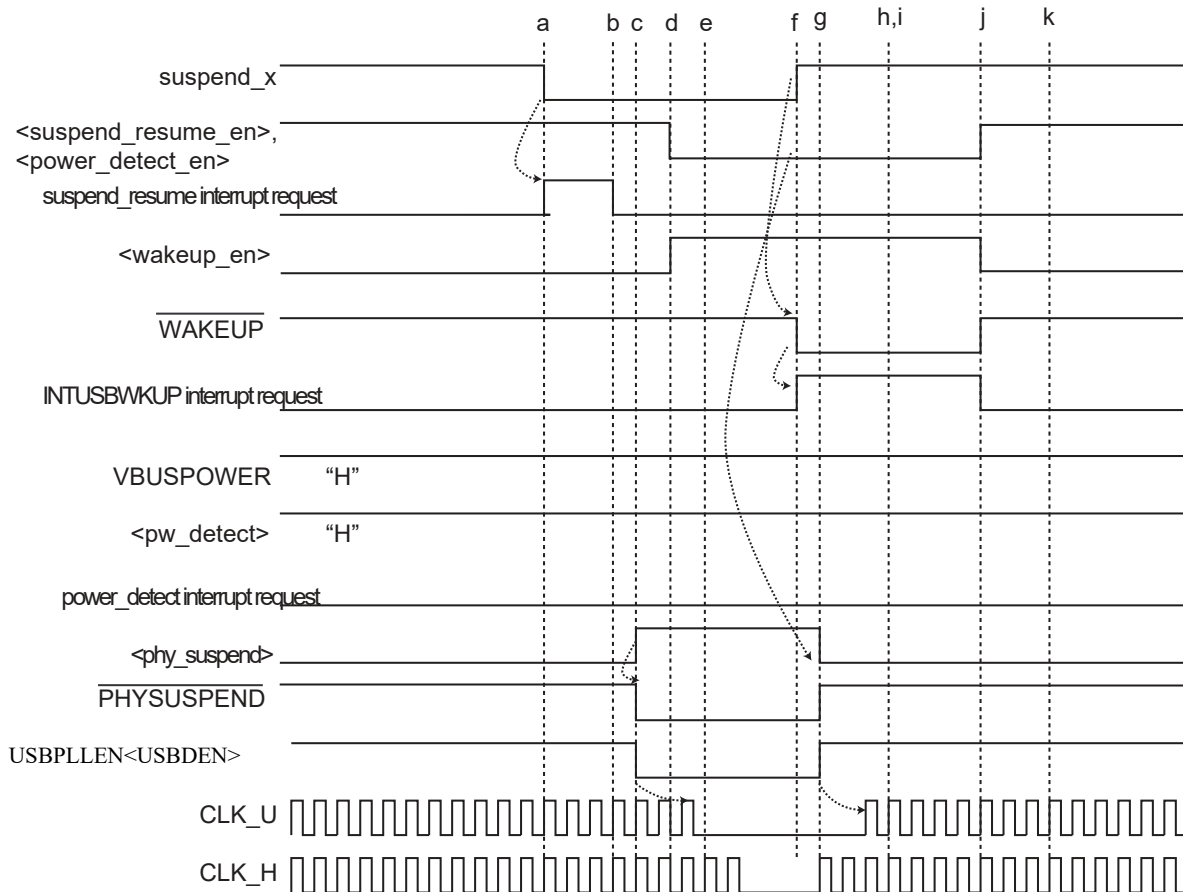 a b c d e f g h,i j k
suspend_x
<suspend_resume_en>,
<power_detect_en>
suspend_resume interrupt request
<wakeup_en>
WAKEUP
INTUSBWKUP interrupt request
VBUSPOWER “H”
<pw_detect> “H”
power_detect interrupt request
<phy_suspend>
PHYSUSPEND
USBPLLEN<USBDEN>
CLK_U
CLK_H